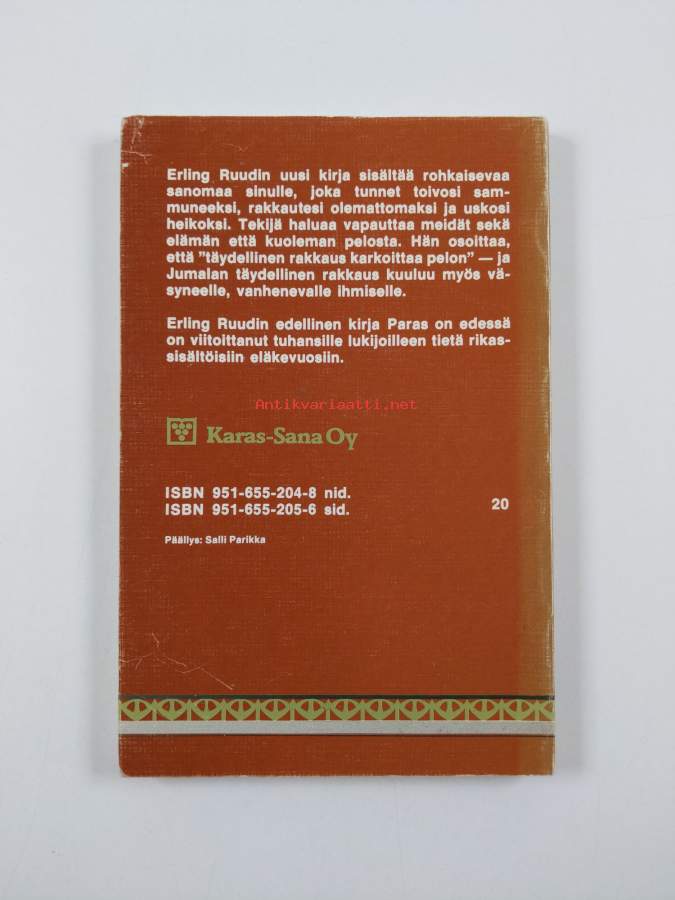 Erling Ruudin uusi kirja sisältää rohkaisevaa
sanomaa sinulle, joka tunnet toivosi sam-
muneeksi, rakkautesi olemattomaksi ja uskosi
heikoksi. Tekijä haluaa vapauttaa meidät sekä
elämän että kuoleman pelosta. Hän osoittaa,
että "täydellinen rakkaus karkoittaa pelon" — ja
Jumalan täydellinen rakkaus kuuluu myös vä-
syneelle, vanhenevalle ihmiselle.
Erling Ruudin edellinen kirja Paras on edessä
on viitoittanut tuhansille lukijoilleen tietä rikas-
sisältöisiin eläkevuosiin.
Antikvariaatti.net
Karas-Sana Oy
ISBN 951-655-204-8 nid.
ISBN 951-655-205-6 sid.
20
Päällys: Salli Parikka